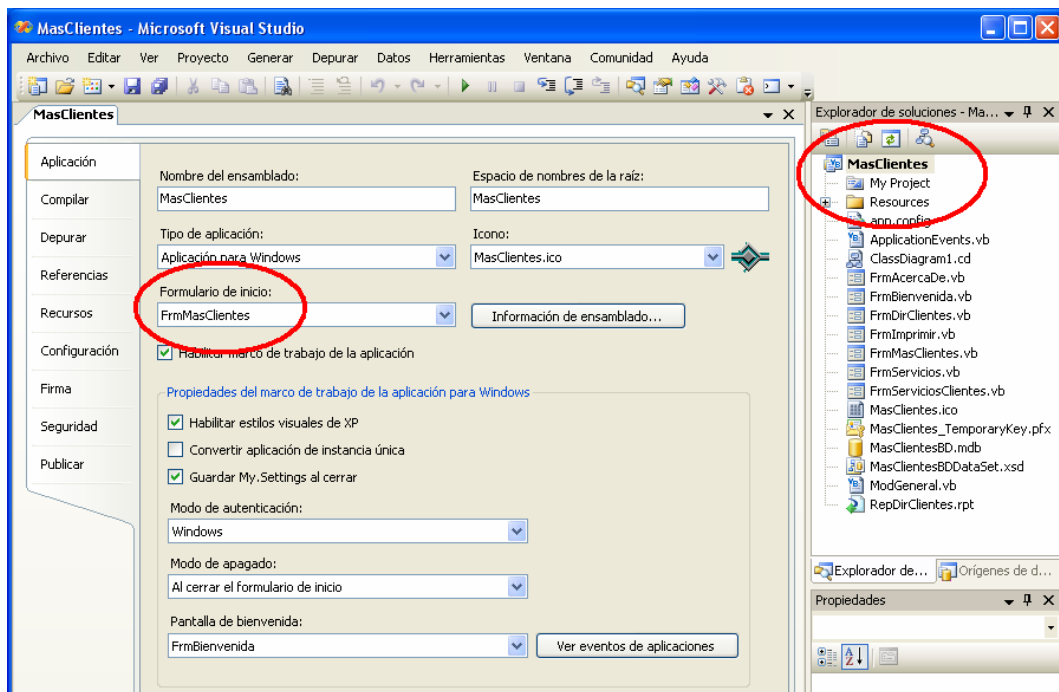 MasClientes - Microsoft Visual Studio
Archivo Editar Ver Proyecto Generar Depurar Datos Herramientas Ventana Comunidad Ayuda
MasClientes
Aplicación
Compilar
Depurar
Referencias
Recursos
Configuración
Firma
Seguridad
Publicar
Nombre del ensamblado:
MasClientes
Espacio de nombres de la raíz:
MasClientes
Tipo de aplicación:
Aplicación para Windows
Icono:
MasClientes.ico
Formulario de inicio:
FrmMasClientes
Información de ensamblado...
Habilitar marco de trabajo de la aplicación
Propiedades del marco de trabajo de la aplicación para Windows
Habilitar estilos visuales de XP
Convertir aplicación de instancia única
Guardar My.Settings al cerrar
Modo de autenticación:
Windows
Modo de apagado:
Al cerrar el formulario de inicio
Pantalla de bienvenida:
FrmBienvenida
Ver eventos de aplicaciones
Explorador de soluciones - Ma...
MasClientes
My Project
Resources
app.config
ApplicationEvents.vb
ClassDiagram1.cd
FrmAcercaDe.vb
FrmBienvenida.vb
FrmDirClientes.vb
FrmImprimir.vb
FrmMasClientes.vb
FrmServicios.vb
FrmServiciosClientes.vb
MasClientes.ico
MasClientes_TemporaryKey.pfx
MasClientesBD.mdb
MasClientesBDDataSet.xsd
ModGeneral.vb
RepDirClientes.rpt
Explorador de... Orígenes de d...
Propiedades